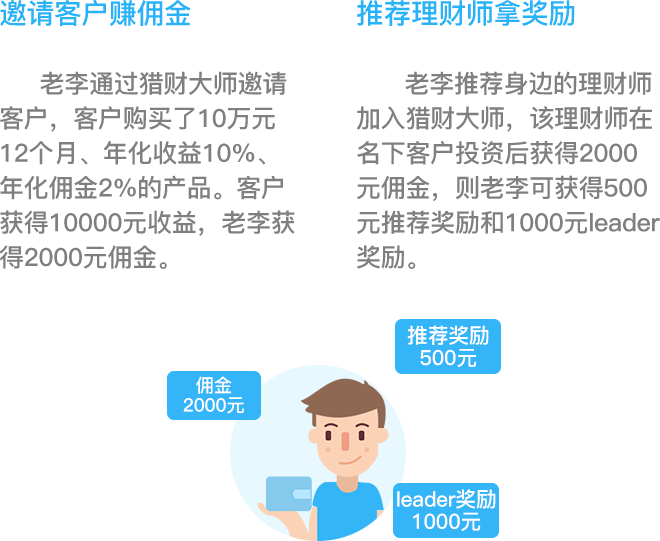 邀请客户赚佣金
老李通过猎财大师邀请
客户，客户购买了10万元
12个月、年化收益10%、
年化佣金2%的产品。客户
获得10000元收益，老李获
得2000元佣金。
推荐理财师拿奖励
老李推荐身边的理财师
加入猎财大师，该理财师在
名下客户投资后获得2000
元佣金，则老李可获得500
元推荐奖励和1000元leader
奖励。
推荐奖励
500元
佣金
2000元
leader奖励
1000元